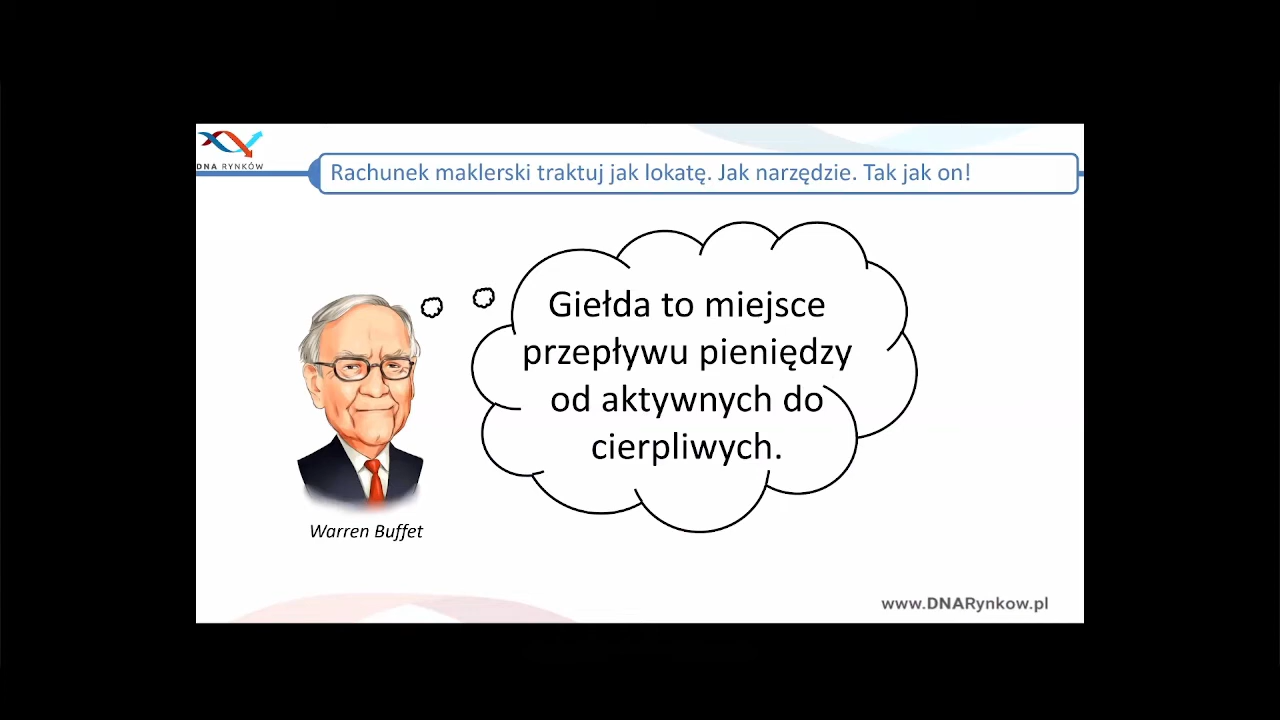 DNA RYNKÓW
Rachunek maklerski traktuj jak lokatę. Jak narzędzie. Tak jak on!
Giełda to miejsce
przepływu pieniędzy
od aktywnych do
cierpliwych.
Warren Buffet
www.DNARynkow.pl